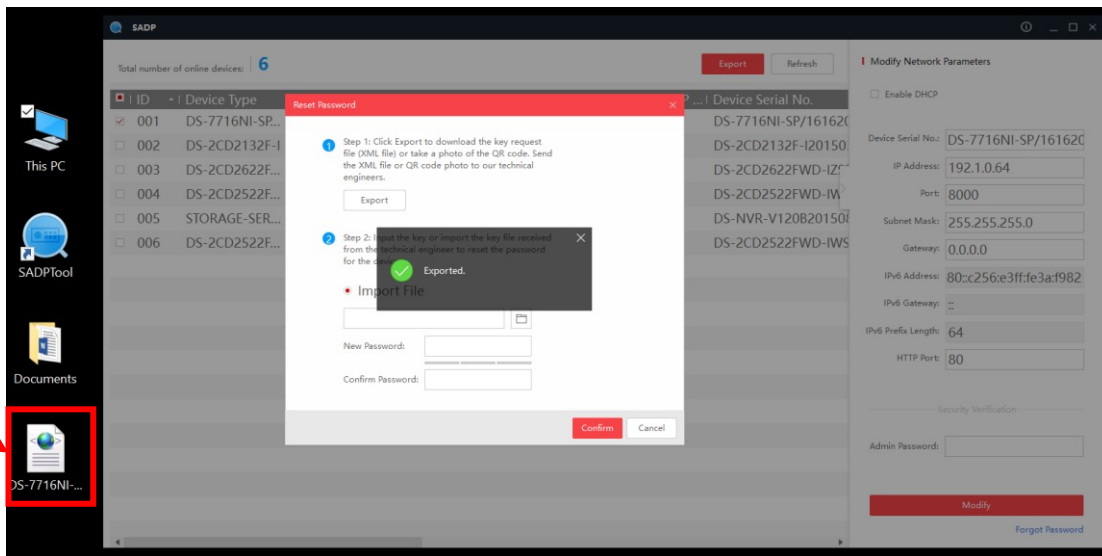 SADP
Total number of online devices: 6
Export Refresh
ID Device Type Device Serial No.
001 DS-7716NI-SP... DS-7716NI-SP/161620
002 DS-2CD2132F-I DS-2CD2132F-I20150
003 DS-2CD2622F... DS-2CD2622FWD-IZS
004 DS-2CD2522F... DS-2CD2522FWD-IW
005 STORAGE-SER... DS-NVR-V120B20150
006 DS-2CD2522F... DS-2CD2522FWD-IWS
Reset Password
1 Step 1: Click Export to download the key request
file (XML file) or take a photo of the QR code. Send
the XML file or QR code photo to our technical
engineers.
Export
2 Step 2: Input the key or import the key file received
from the technical engineer to reset the password
for the
Exported.
Import File
New Password:
Confirm Password:
Confirm Cancel
Modify Network Parameters
Enable DHCP
Device Serial No.: DS-7716NI-SP/161620
IP Address: 192.1.0.64
Port: 8000
Subnet Mask: 255.255.255.0
Gateway: 0.0.0.0
IPv6 Address: 80::c256:e3ff:fe3a:f982
IPv6 Gateway: ::
IPv6 Prefix Length: 64
HTTP Port: 80
Security Verification
Admin Password:
Modify
Forgot Password
This PC
SADPTool
Documents
DS-7716NI-...